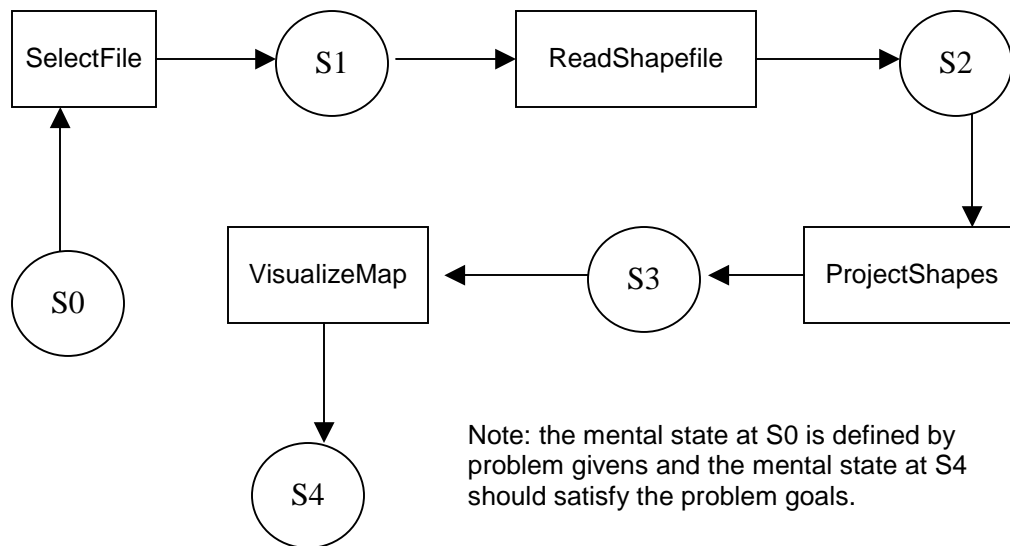 SelectFile
S1
ReadShapefile
S2
S0
VisualizeMap
S3
ProjectShapes
S4
Note: the mental state at S0 is defined by
problem givens and the mental state at S4
should satisfy the problem goals.